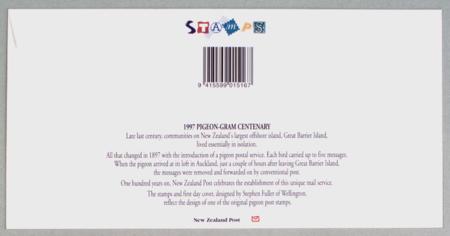 STAMPS
9 415599 015167
1997 PIGEON-GRAM CENTENARY
Late last century, communities on New Zealand's largest offshore island, Great Barrier Island,
lived essentially in isolation.
All that changed in 1897 with the introduction of a pigeon postal service. Each bird carried up to five messages.
When the pigeon arrived at its loft in Auckland, just a couple of hours after leaving Great Barrier Island,
the messages were removed and forwarded on by conventional post.
One hundred years on, New Zealand Post celebrates the establishment of this unique mail service.
The stamps and first day cover, designed by Stephen Fuller of Wellington,
reflect the design of one of the original pigeon post stamps.
New Zealand Post